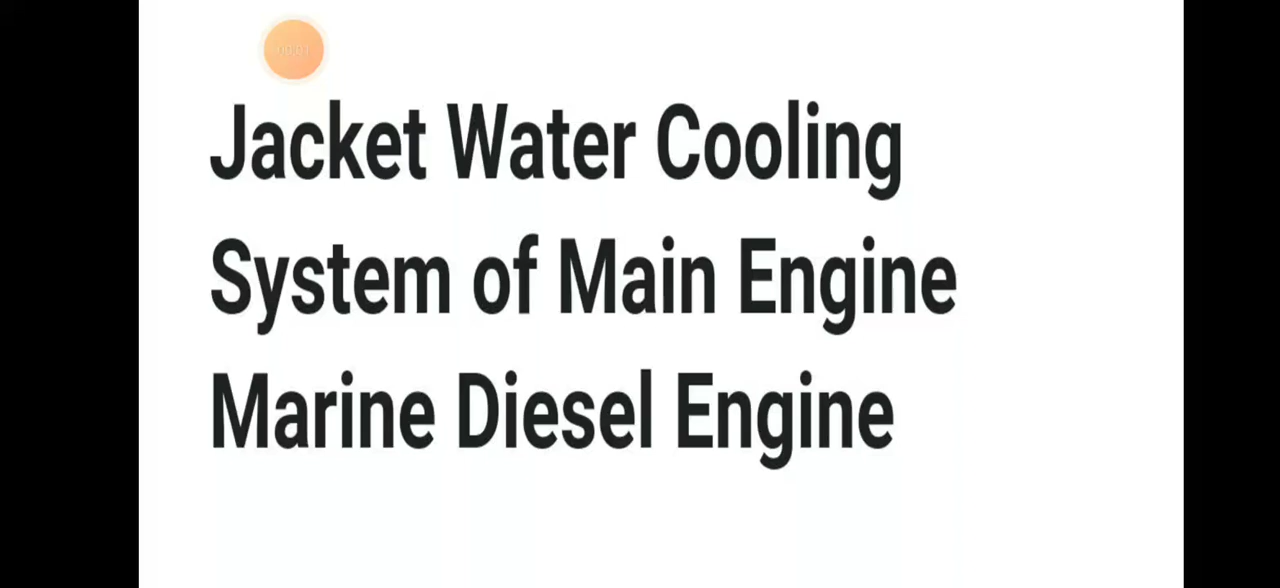 Jacket Water Cooling
System of Main Engine
Marine Diesel Engine